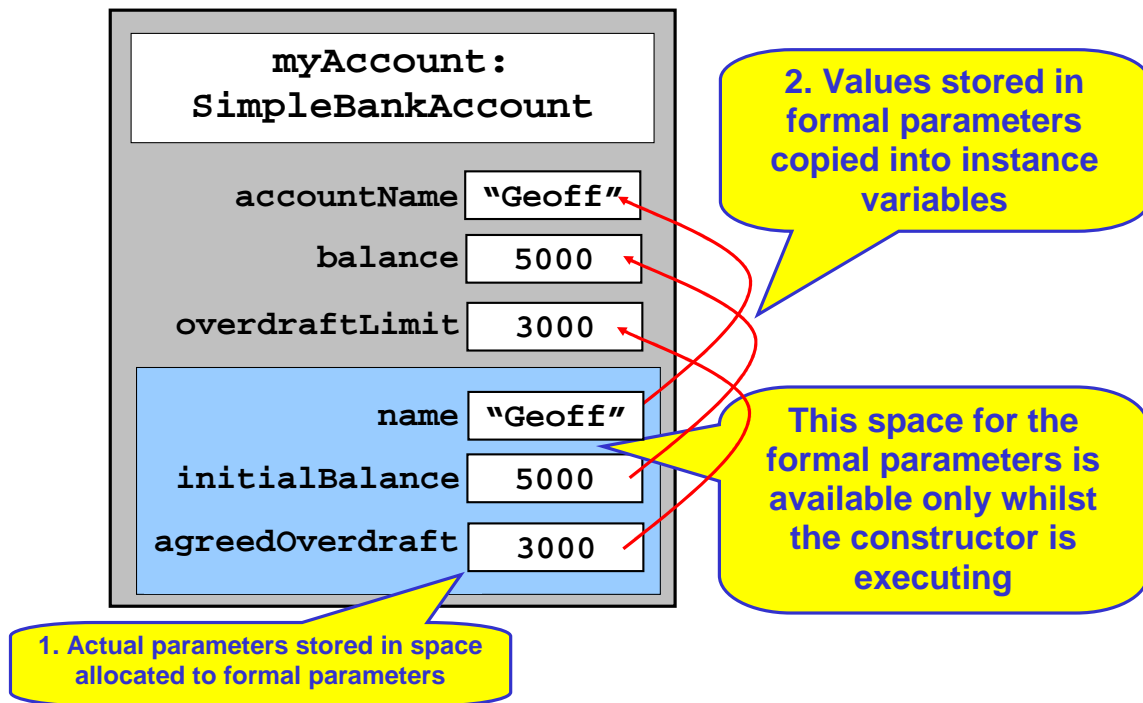 myAccount:
SimpleBankAccount
accountName “Geoff”
balance 5000
overdraftLimit 3000
name “Geoff”
initialBalance 5000
agreedOverdraft 3000
2. Values stored in
formal parameters
copied into instance
variables
This space for the
formal parameters is
available only whilst
the constructor is
executing
1. Actual parameters stored in space
allocated to formal parameters